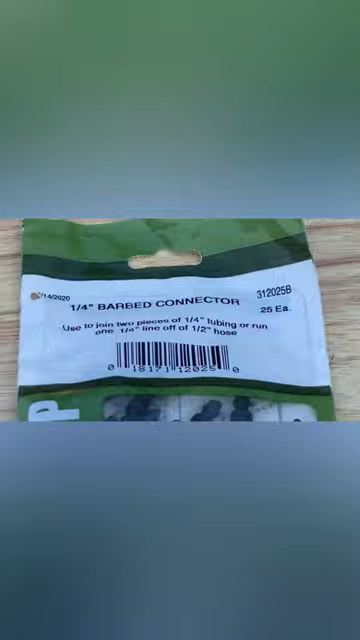 /14/2020
1/4" BARBED CONNECTOR
312025B
25 Ea.
Use to join two pieces of 1/4" tubing or run
one 1/4" line off of 1/2" hose
0 18171 12025 0